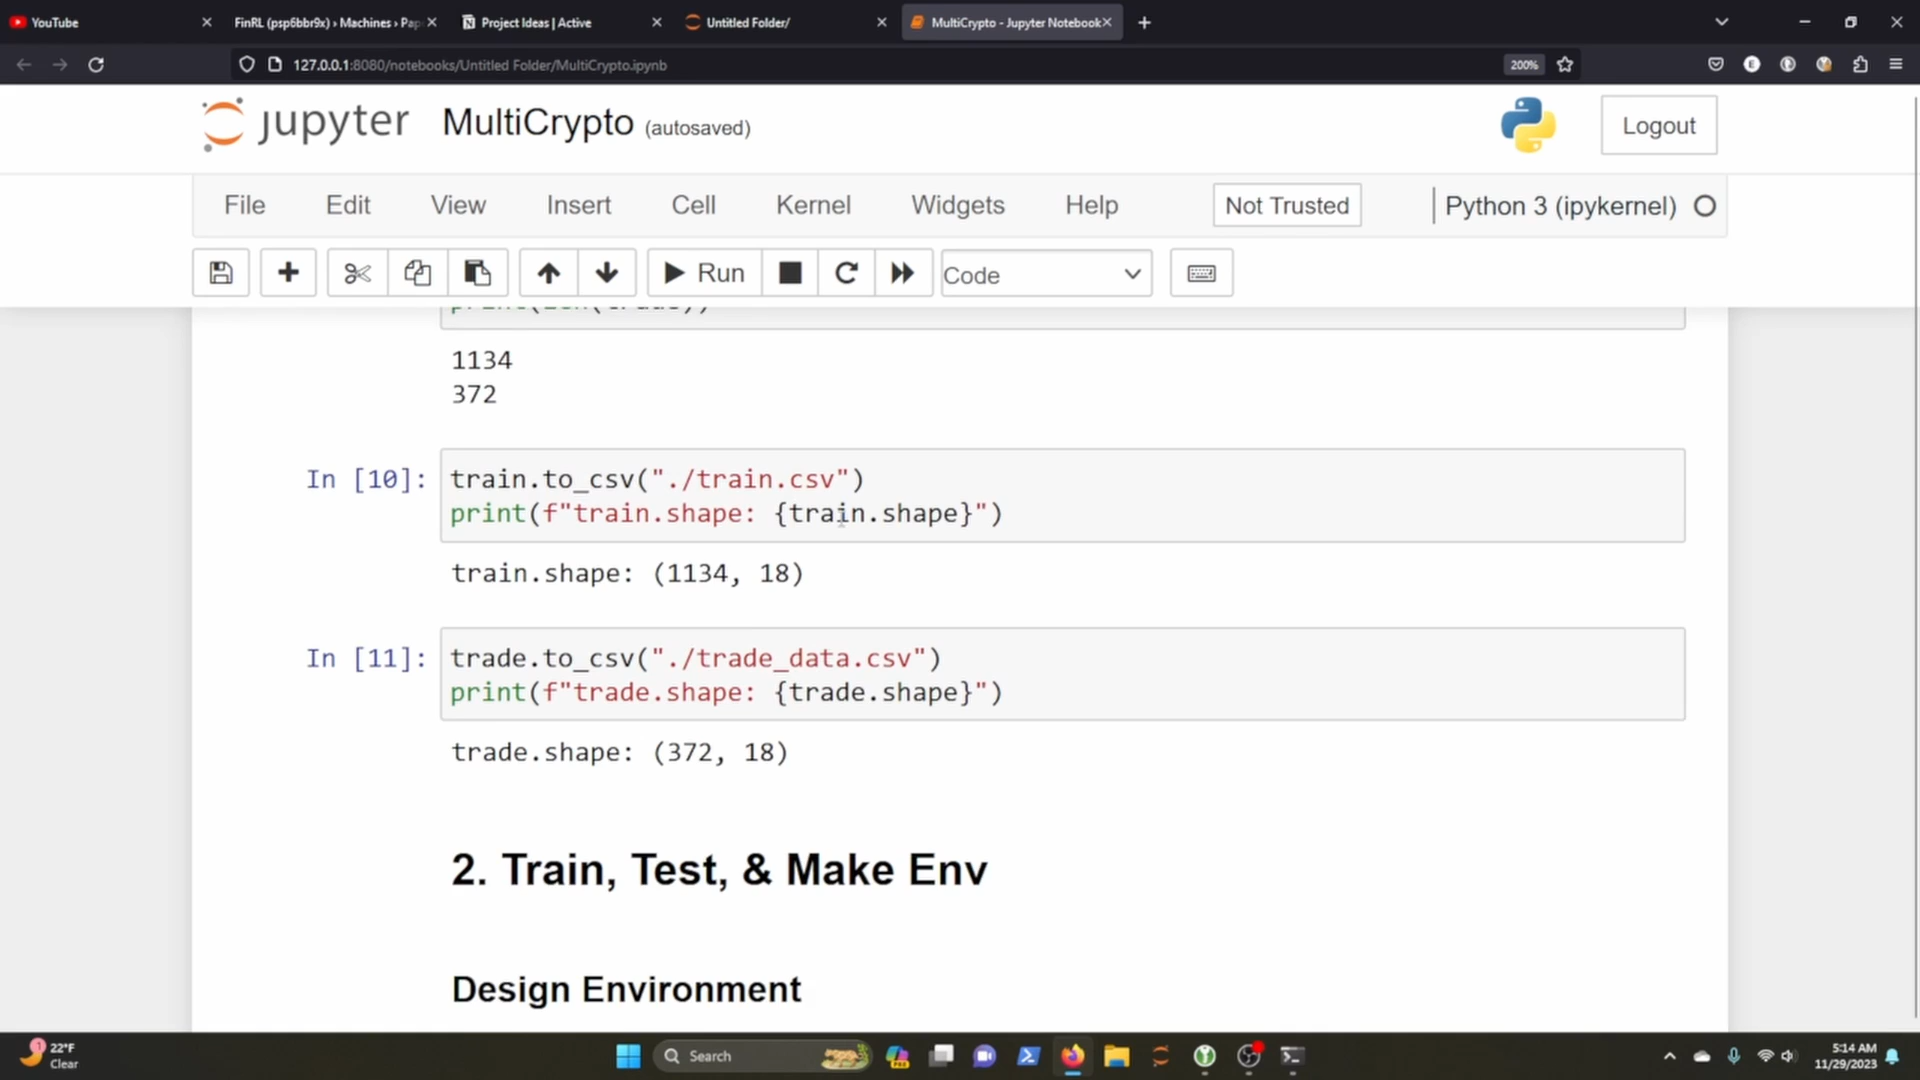 YouTube
FinRL (psp6bbr9x) › Machines › Pap
Project Ideas | Active
Untitled Folder/
MultiCrypto - Jupyter Notebook
127.0.0.1:8080/notebooks/Untitled Folder/MultiCrypto.ipynb
200%
jupyter MultiCrypto (autosaved)
Logout
File Edit View Insert Cell Kernel Widgets Help
Not Trusted
Python 3 (ipykernel)
Run
Code
1134
372
In [10]:
train.to_csv("./train.csv")
print(f"train.shape: {train.shape}")
train.shape: (1134, 18)
In [11]:
trade.to_csv("./trade_data.csv")
print(f"trade.shape: {trade.shape}")
trade.shape: (372, 18)
2. Train, Test, & Make Env
Design Environment
1
22°F
Clear
Search
5:14 AM
11/29/2023